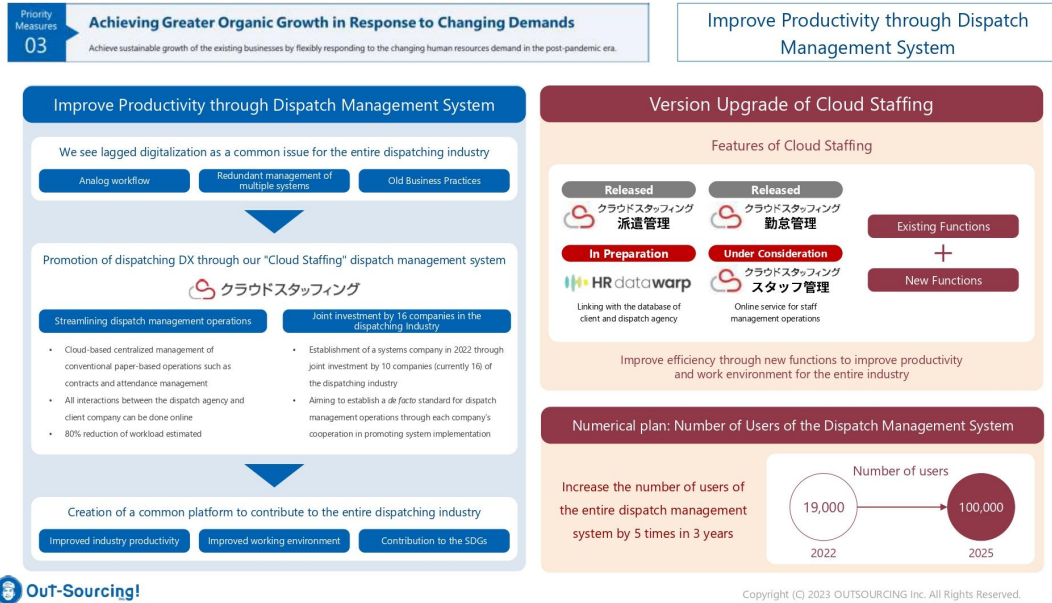 Priority
Measures
03
Achieving Greater Organic Growth in Response to Changing Demands
Achieve sustainable growth of the existing businesses by flexibly responding to the changing human resources demand in the post-pandemic era.
Improve Productivity through Dispatch
Management System
Improve Productivity through Dispatch Management System
We see lagged digitalization as a common issue for the entire dispatching industry
Analog workflow
Redundant management of
multiple systems
Old Business Practices
Promotion of dispatching DX through our "Cloud Staffing" dispatch management system
クラウドスタッフィング
Streamlining dispatch management operations
• Cloud-based centralized management of
conventional paper-based operations such as
contracts and attendance management
• All interactions between the dispatch agency and
client company can be done online
• 80% reduction of workload estimated
Joint investment by 16 companies in the
dispatching Industry
• Establishment of a systems company in 2022 through
joint investment by 10 companies (currently 16) of
the dispatching industry
• Aiming to establish a de facto standard for dispatch
management operations through each company's
cooperation in promoting system implementation
Creation of a common platform to contribute to the entire dispatching industry
Improved industry productivity
Improved working environment
Contribution to the SDGs
Version Upgrade of Cloud Staffing
Features of Cloud Staffing
Released
クラウドスタッフィング
派遣管理
Released
クラウドスタッフィング
勤怠管理
In Preparation
HR datawarp
Linking with the database of
client and dispatch agency
Under Consideration
クラウドスタッフィング
スタッフ管理
Online service for staff
management operations
Existing Functions
+
New Functions
Improve efficiency through new functions to improve productivity
and work environment for the entire industry
Numerical plan: Number of Users of the Dispatch Management System
Increase the number of users of
the entire dispatch management
system by 5 times in 3 years
Number of users
19,000
100,000
2022
2025
OuT-Sourcing!
Copyright (C) 2023 OUTSOURCING Inc. All Rights Reserved.